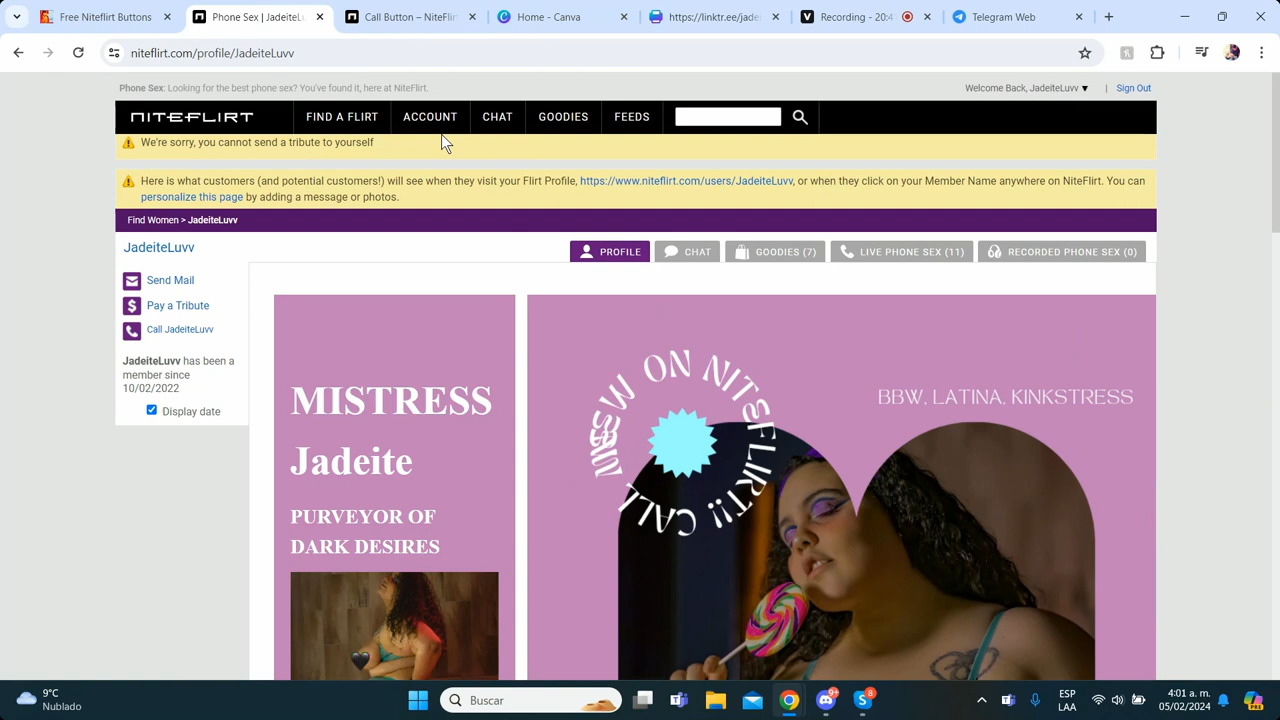 Free Niteflirt Buttons
Phone Sex | JadeiteLu
Call Button – NiteFlir
Home - Canva
https://linktr.ee/jade
Recording - 20
Telegram Web
niteflirt.com/profile/JadeiteLuvv
Phone Sex: Looking for the best phone sex? You've found it, here at NiteFlirt.
Welcome Back, JadeiteLuvv ▼ | Sign Out
NITEFLIRT
FIND A FLIRT
ACCOUNT
CHAT
GOODIES
FEEDS
We're sorry, you cannot send a tribute to yourself
Here is what customers (and potential customers!) will see when they visit your Flirt Profile, https://www.niteflirt.com/users/JadeiteLuvv, or when they click on your Member Name anywhere on NiteFlirt. You can
personalize this page by adding a message or photos.
Find Women > JadeiteLuvv
JadeiteLuvv
PROFILE
CHAT
GOODIES (7)
LIVE PHONE SEX (11)
RECORDED PHONE SEX (0)
Send Mail
$ Pay a Tribute
Call JadeiteLuvv
JadeiteLuvv has been a
member since
10/02/2022
Display date
MISTRESS
Jadeite
PURVEYOR OF
DARK DESIRES
ON NITEFLIRT!! CALL
BBW, LATINA, KINKSTRESS
9°C
Nublado
Buscar
9+
8
ESP
LAA
4:01 a. m.
05/02/2024